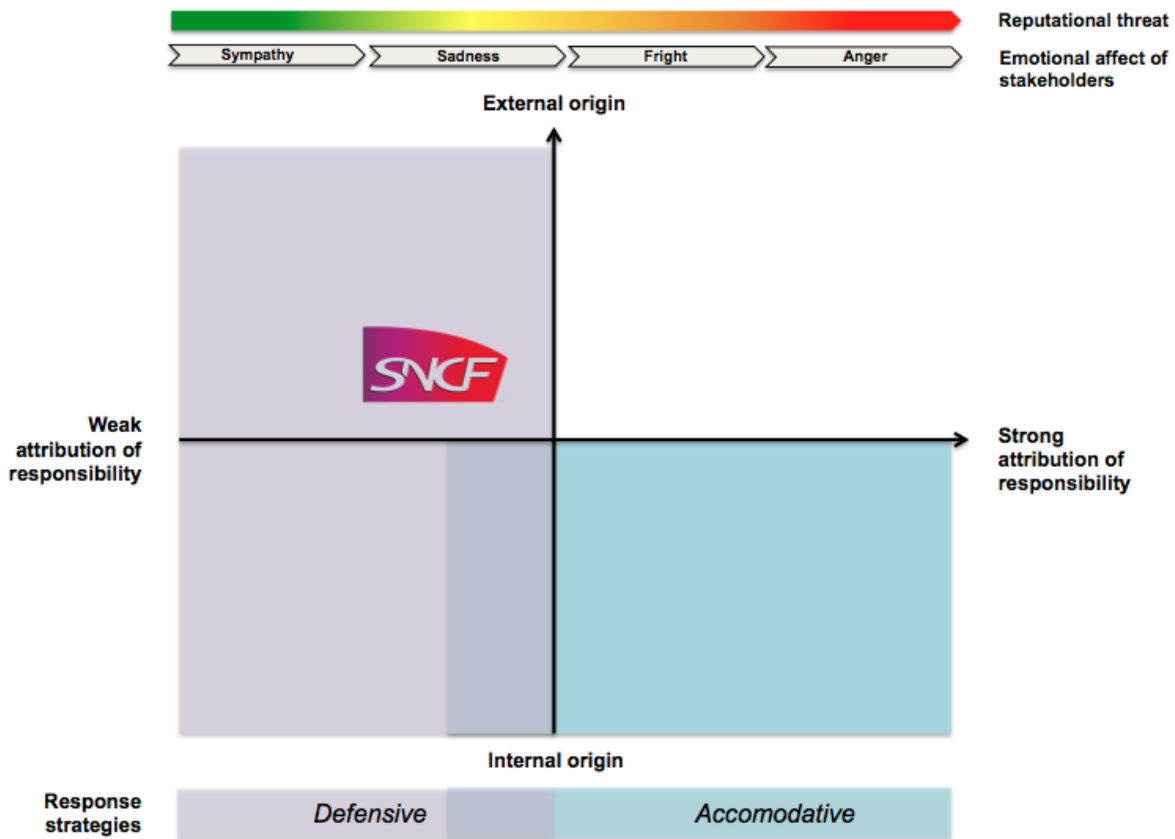 Reputational threat
Sympathy
Sadness
Fright
Anger
Emotional affect of
stakeholders
External origin
SNCF
Weak
attribution of
responsibility
Strong
attribution of
responsibility
Internal origin
Response
strategies
Defensive
Accomodative